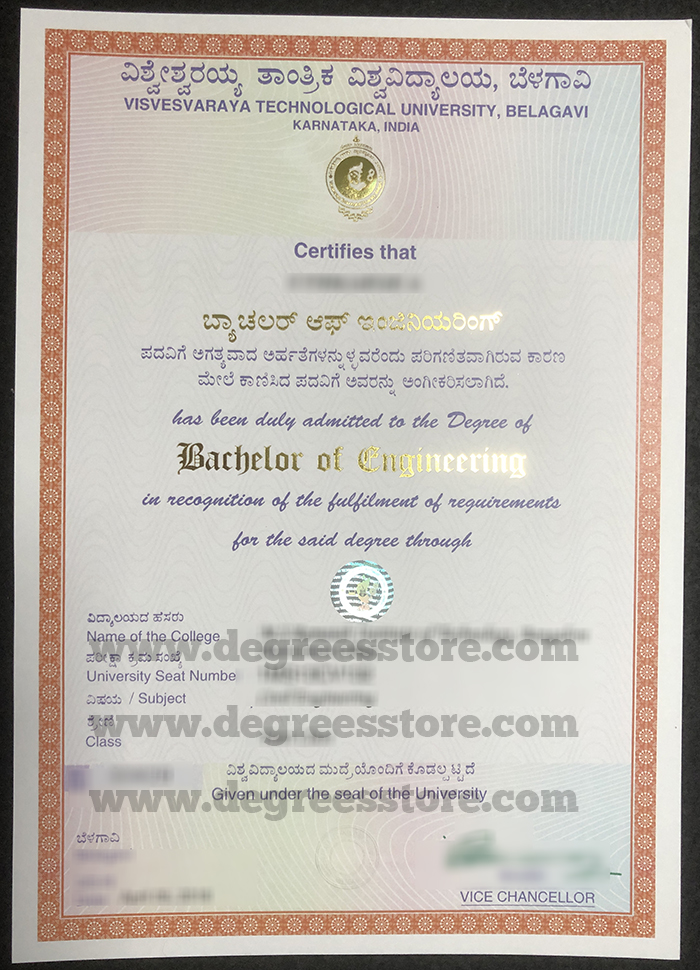 ವಿಶ್ವೇಶ್ವರಯ್ಯ ತಾಂತ್ರಿಕ ವಿಶ್ವವಿದ್ಯಾಲಯ, ಬೆಳಗಾವಿ
VISVESVARAYA TECHNOLOGICAL UNIVERSITY, BELAGAVI
KARNATAKA, INDIA
Certifies that
ಬ್ಯಾಚಲರ್ ಆಫ್ ಇಂಜಿನಿಯರಿಂಗ್
ಪದವಿಗೆ ಅಗತ್ಯವಾದ ಅರ್ಹತೆಗಳನ್ನುಳ್ಳವರೆಂದು ಪರಿಗಣಿತವಾಗಿರುವ ಕಾರಣ
ಮೇಲೆ ಕಾಣಿಸಿದ ಪದವಿಗೆ ಅವರನ್ನು ಅಂಗೀಕರಿಸಲಾಗಿದೆ.
has been duly admitted to the Degree of
Bachelor of Engineering
in recognition of the fulfilment of requirements
for the said degree through
ವಿದ್ಯಾಲಯದ ಹೆಸರು
Name of the College
www.degreesstore.com
ಪರೀಕ್ಷಾ ಕ್ರಮಸಂಖ್ಯೆ
University Seat Numbe
ವಿಷಯ / Subject
ಶ್ರೇಣಿ
www.degreesstore.com
Class
ವಿಶ್ವವಿದ್ಯಾಲಯದ ಮುದ್ರೆಯೊಂದಿಗೆ ಕೊಡಲ್ಪಟ್ಟದೆ
Given under the seal of the University
www.degreesstore.com
ಬೆಳಗಾವಿ
VICE CHANCELLOR